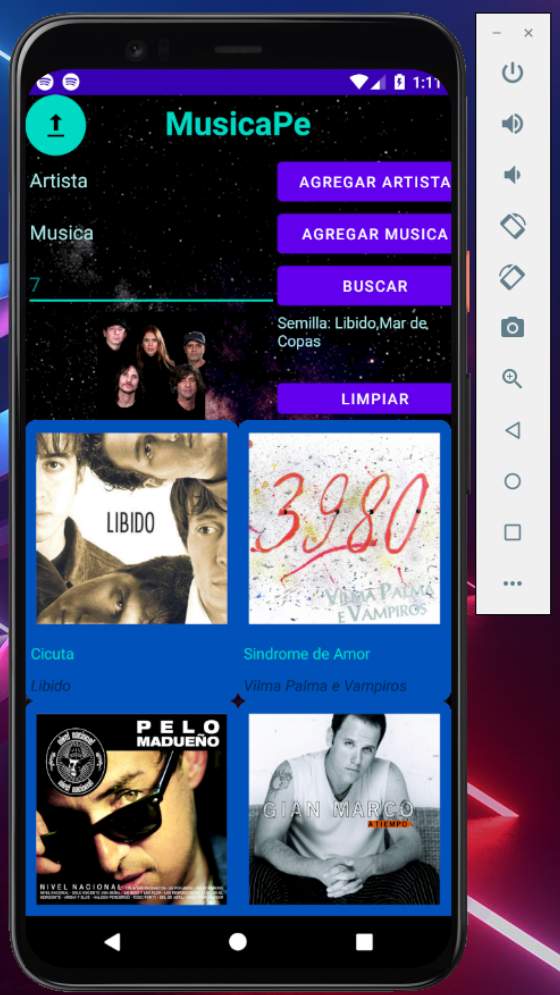 1:11
MusicaPe
Artista
AGREGAR ARTISTA
Musica
AGREGAR MUSICA
7
BUSCAR
Semilla: Libido,Mar de
Copas
LIMPIAR
LIBIDO
3980
VILMA PALMA
E VAMPIROS
Cicuta
Sindrome de Amor
Libido
Vilma Palma e Vampiros
PELO
MADUEÑO
NIVEL NACIONAL
GIAN MARCO
A TIEMPO